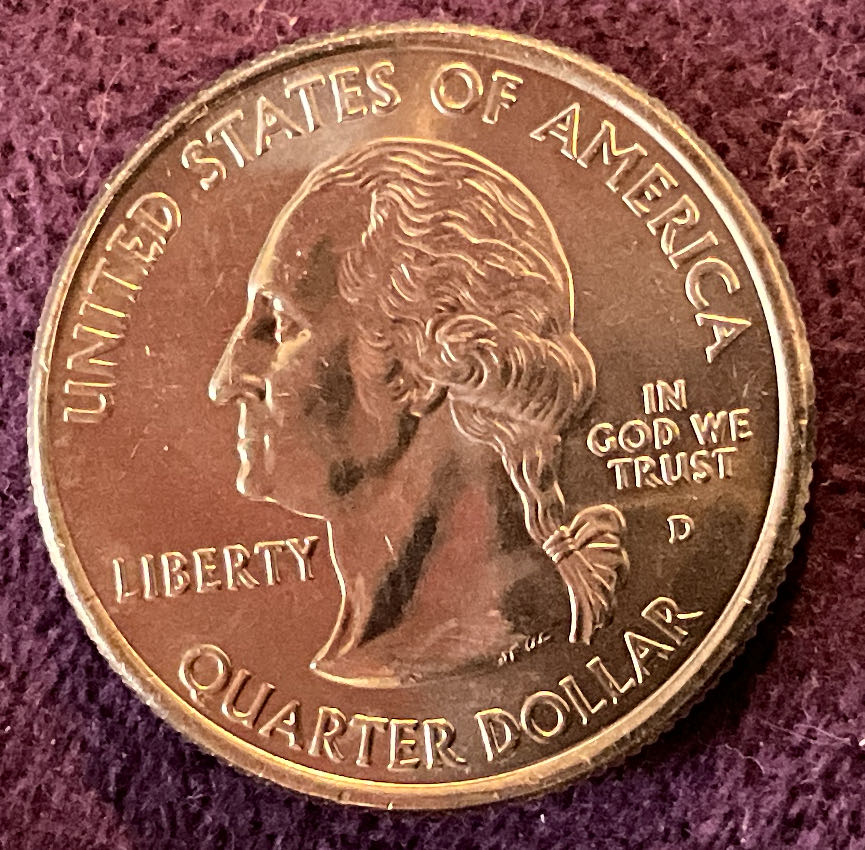 UNITED STATES OF AMERICA
LIBERTY
IN
GOD WE
TRUST
D
QUARTER DOLLAR